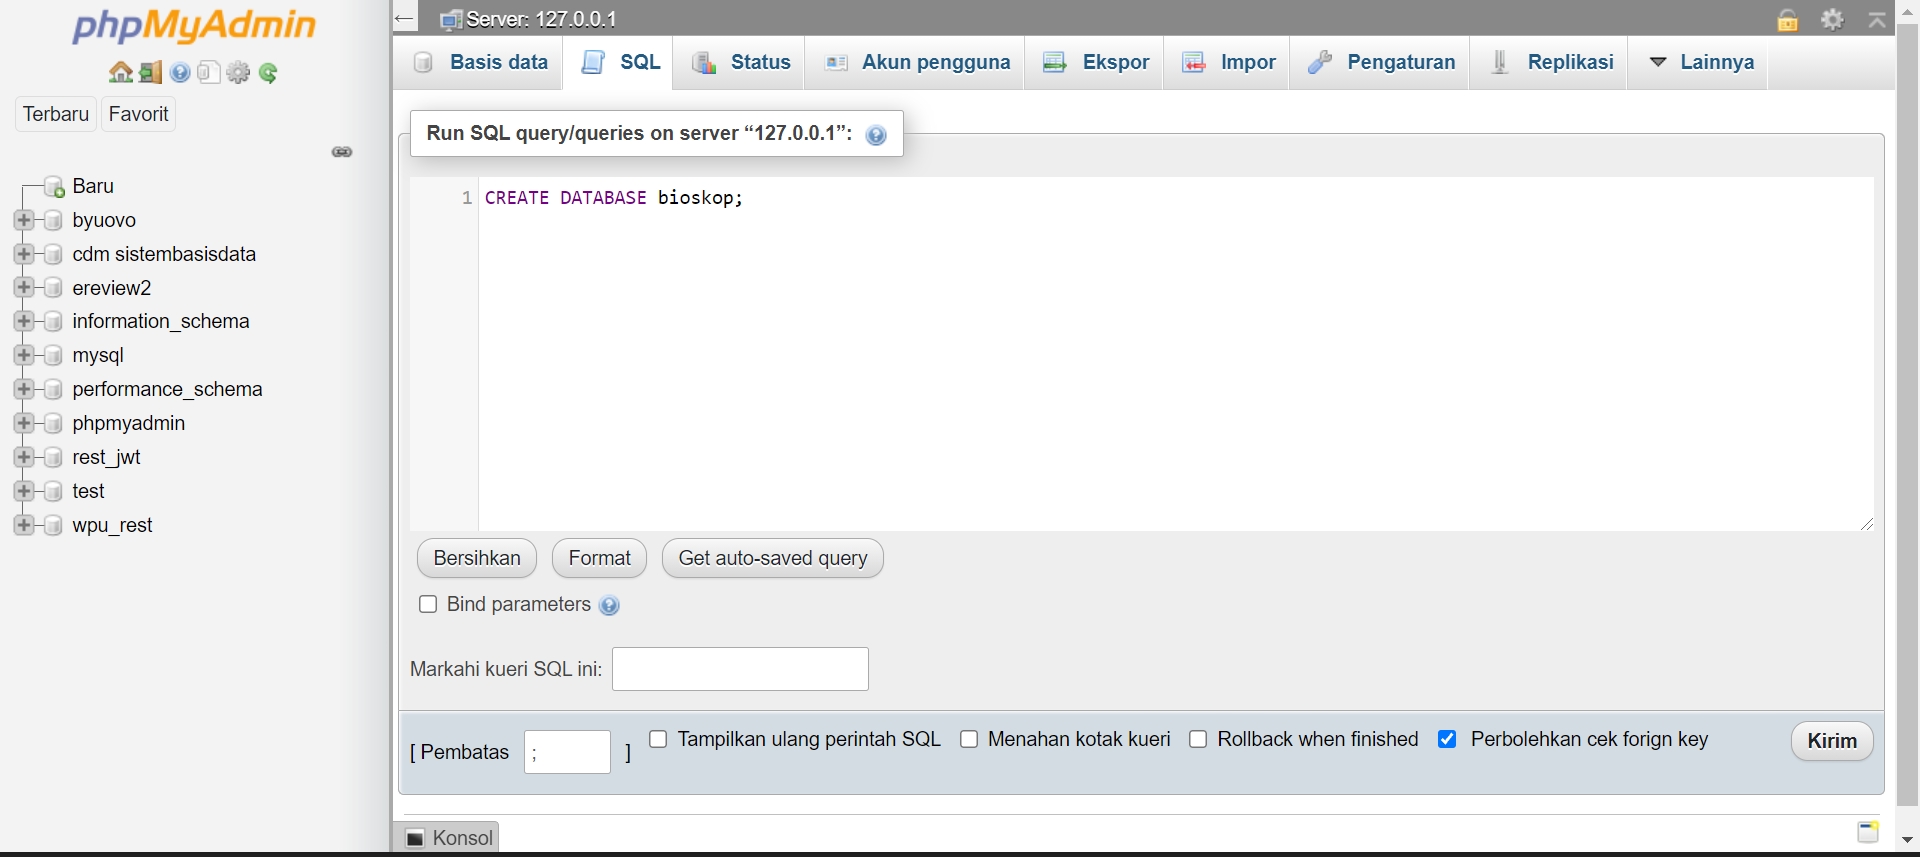 phpMyAdmin
Terbaru
Favorit
Baru
byuovo
cdm sistembasisdata
ereview2
information_schema
mysql
performance_schema
phpmyadmin
rest_jwt
test
wpu_rest
Server: 127.0.0.1
Basis data
SQL
Status
Akun pengguna
Ekspor
Impor
Pengaturan
Replikasi
Lainnya
Run SQL query/queries on server “127.0.0.1”:
1 CREATE DATABASE bioskop;
Bersihkan
Format
Get auto-saved query
Bind parameters
Markahi kueri SQL ini:
[ Pembatas ; ]
Tampilkan ulang perintah SQL
Menahan kotak kueri
Rollback when finished
Perbolehkan cek forign key
Kirim
Konsol